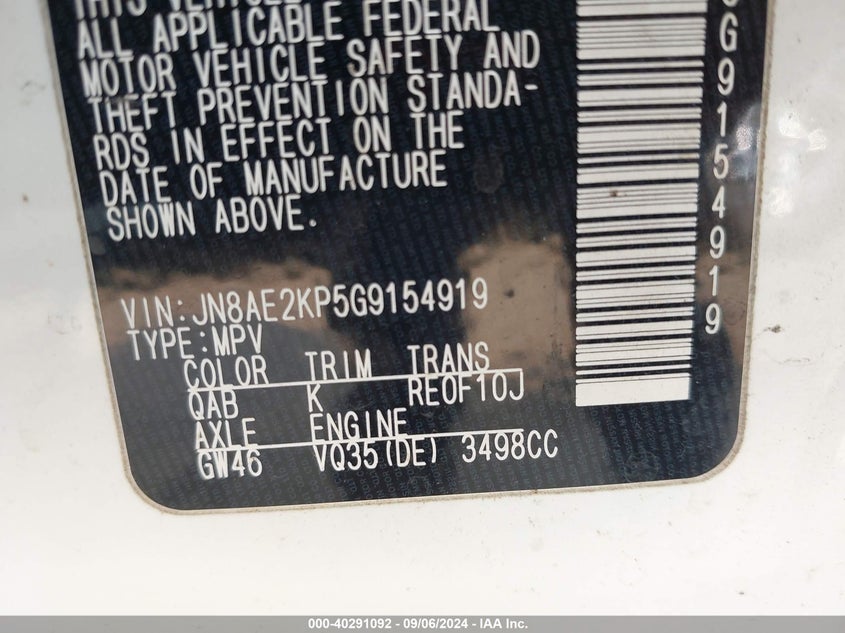 THIS VEHICLE
ALL APPLICABLE FEDERAL
MOTOR VEHICLE SAFETY AND
THEFT PREVENTION STANDA-
RDS IN EFFECT ON THE
DATE OF MANUFACTURE
SHOWN ABOVE.
VIN:JN8AE2KP5G9154919
TYPE:MPV
COLOR TRIM TRANS
QAB K RE0F10J
AXLE ENGINE
GW46 VQ35(DE) 3498CC
G9154919
000-40291092 - 09/06/2024 - IAA Inc.